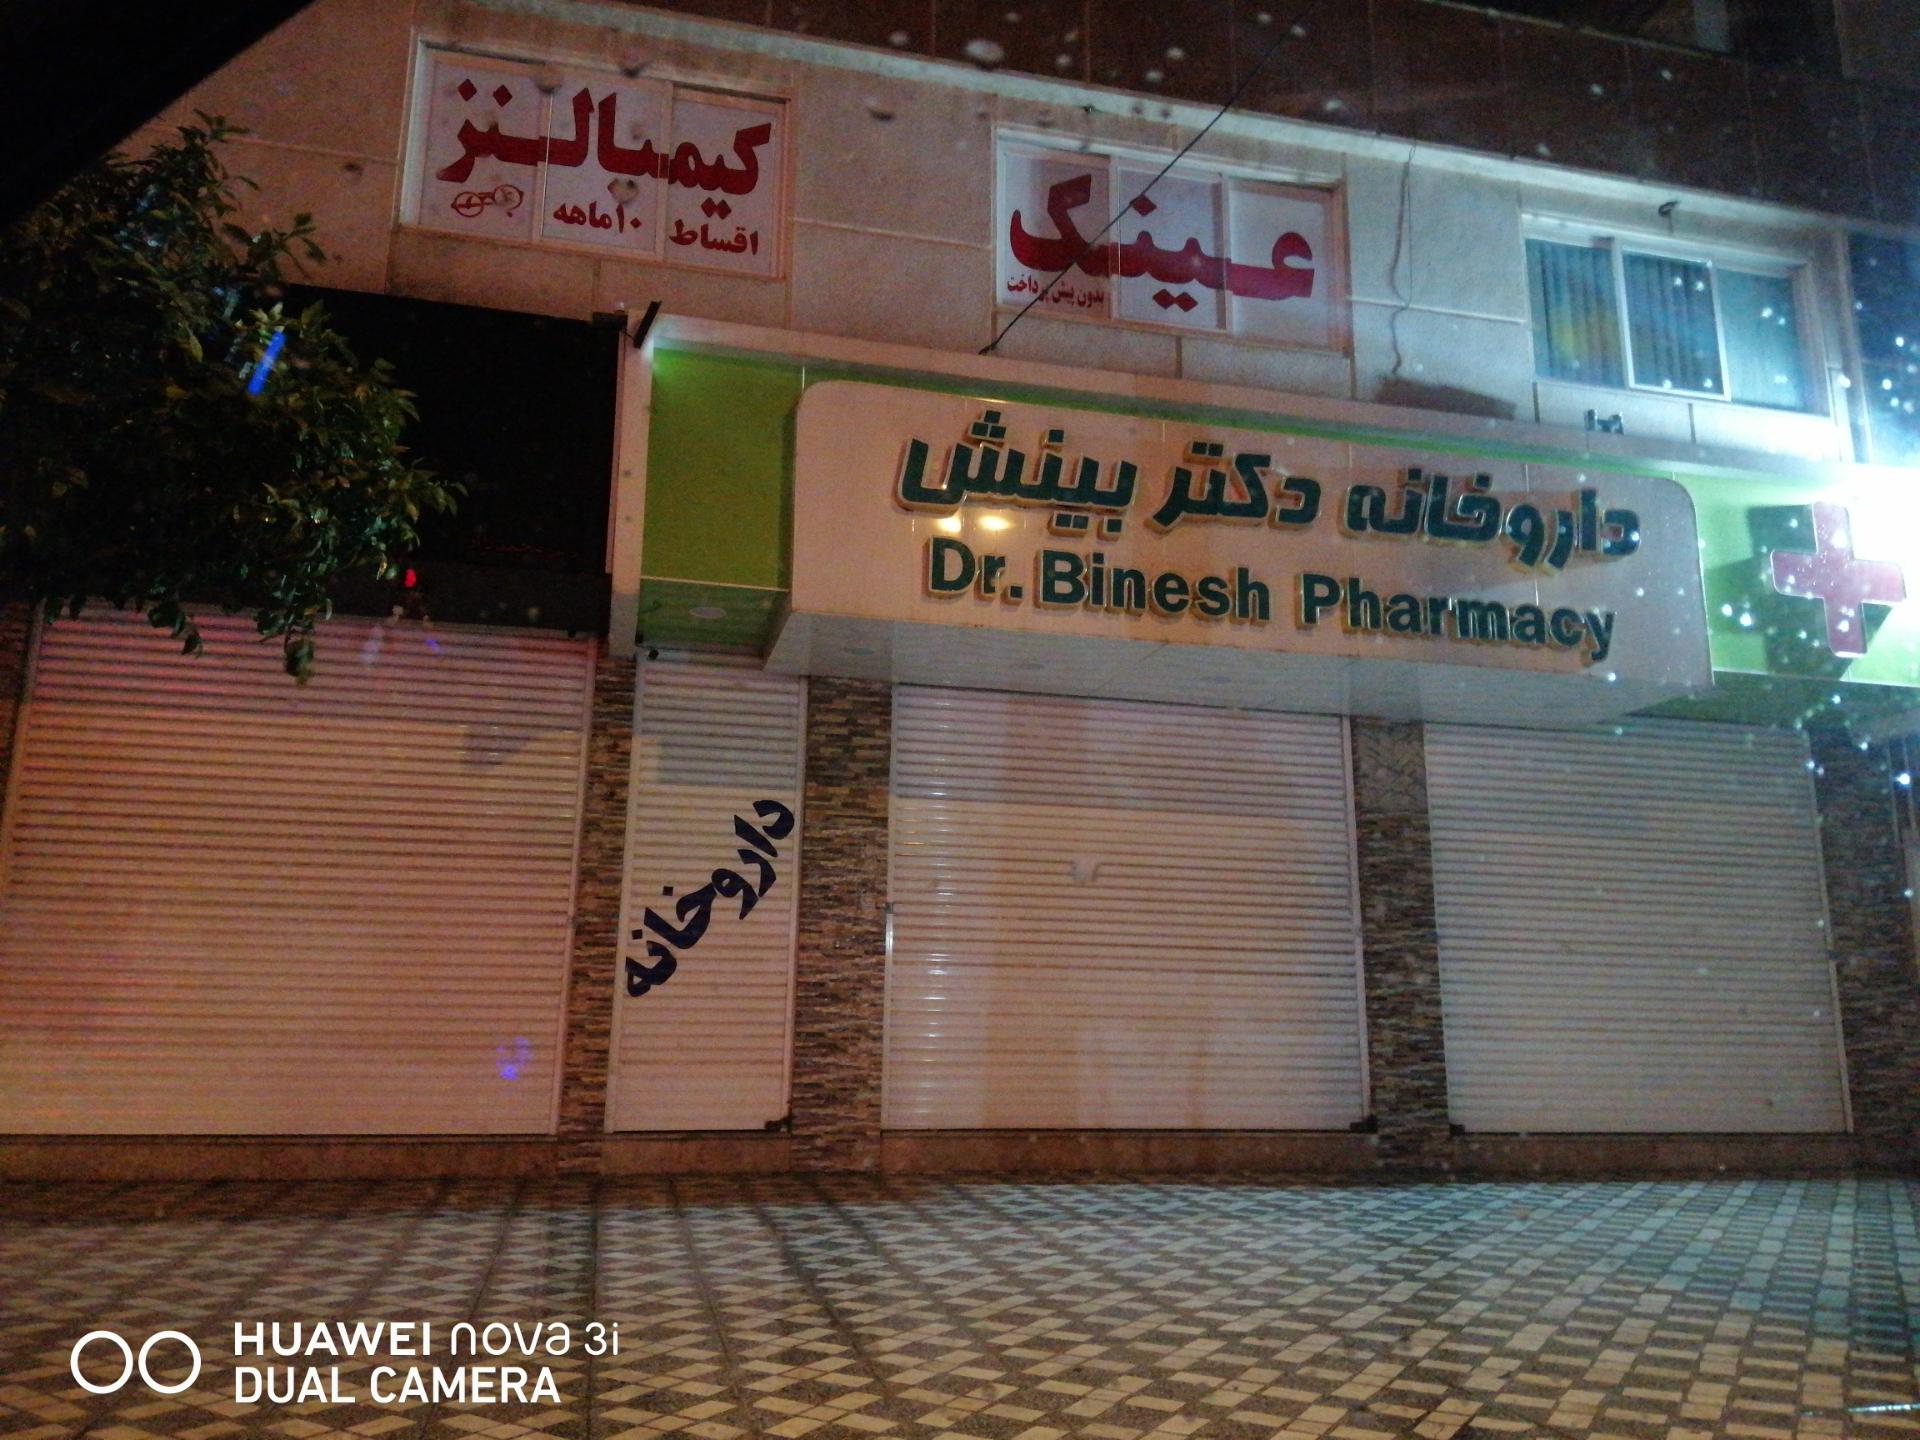 کیمیالنز
اقساط ۱۰ ماهه
عینک
بدون پیش پرداخت
داروخانه دکتر بینش
Dr. Binesh Pharmacy
داروخانه
HUAWEI nova 3i
DUAL CAMERA